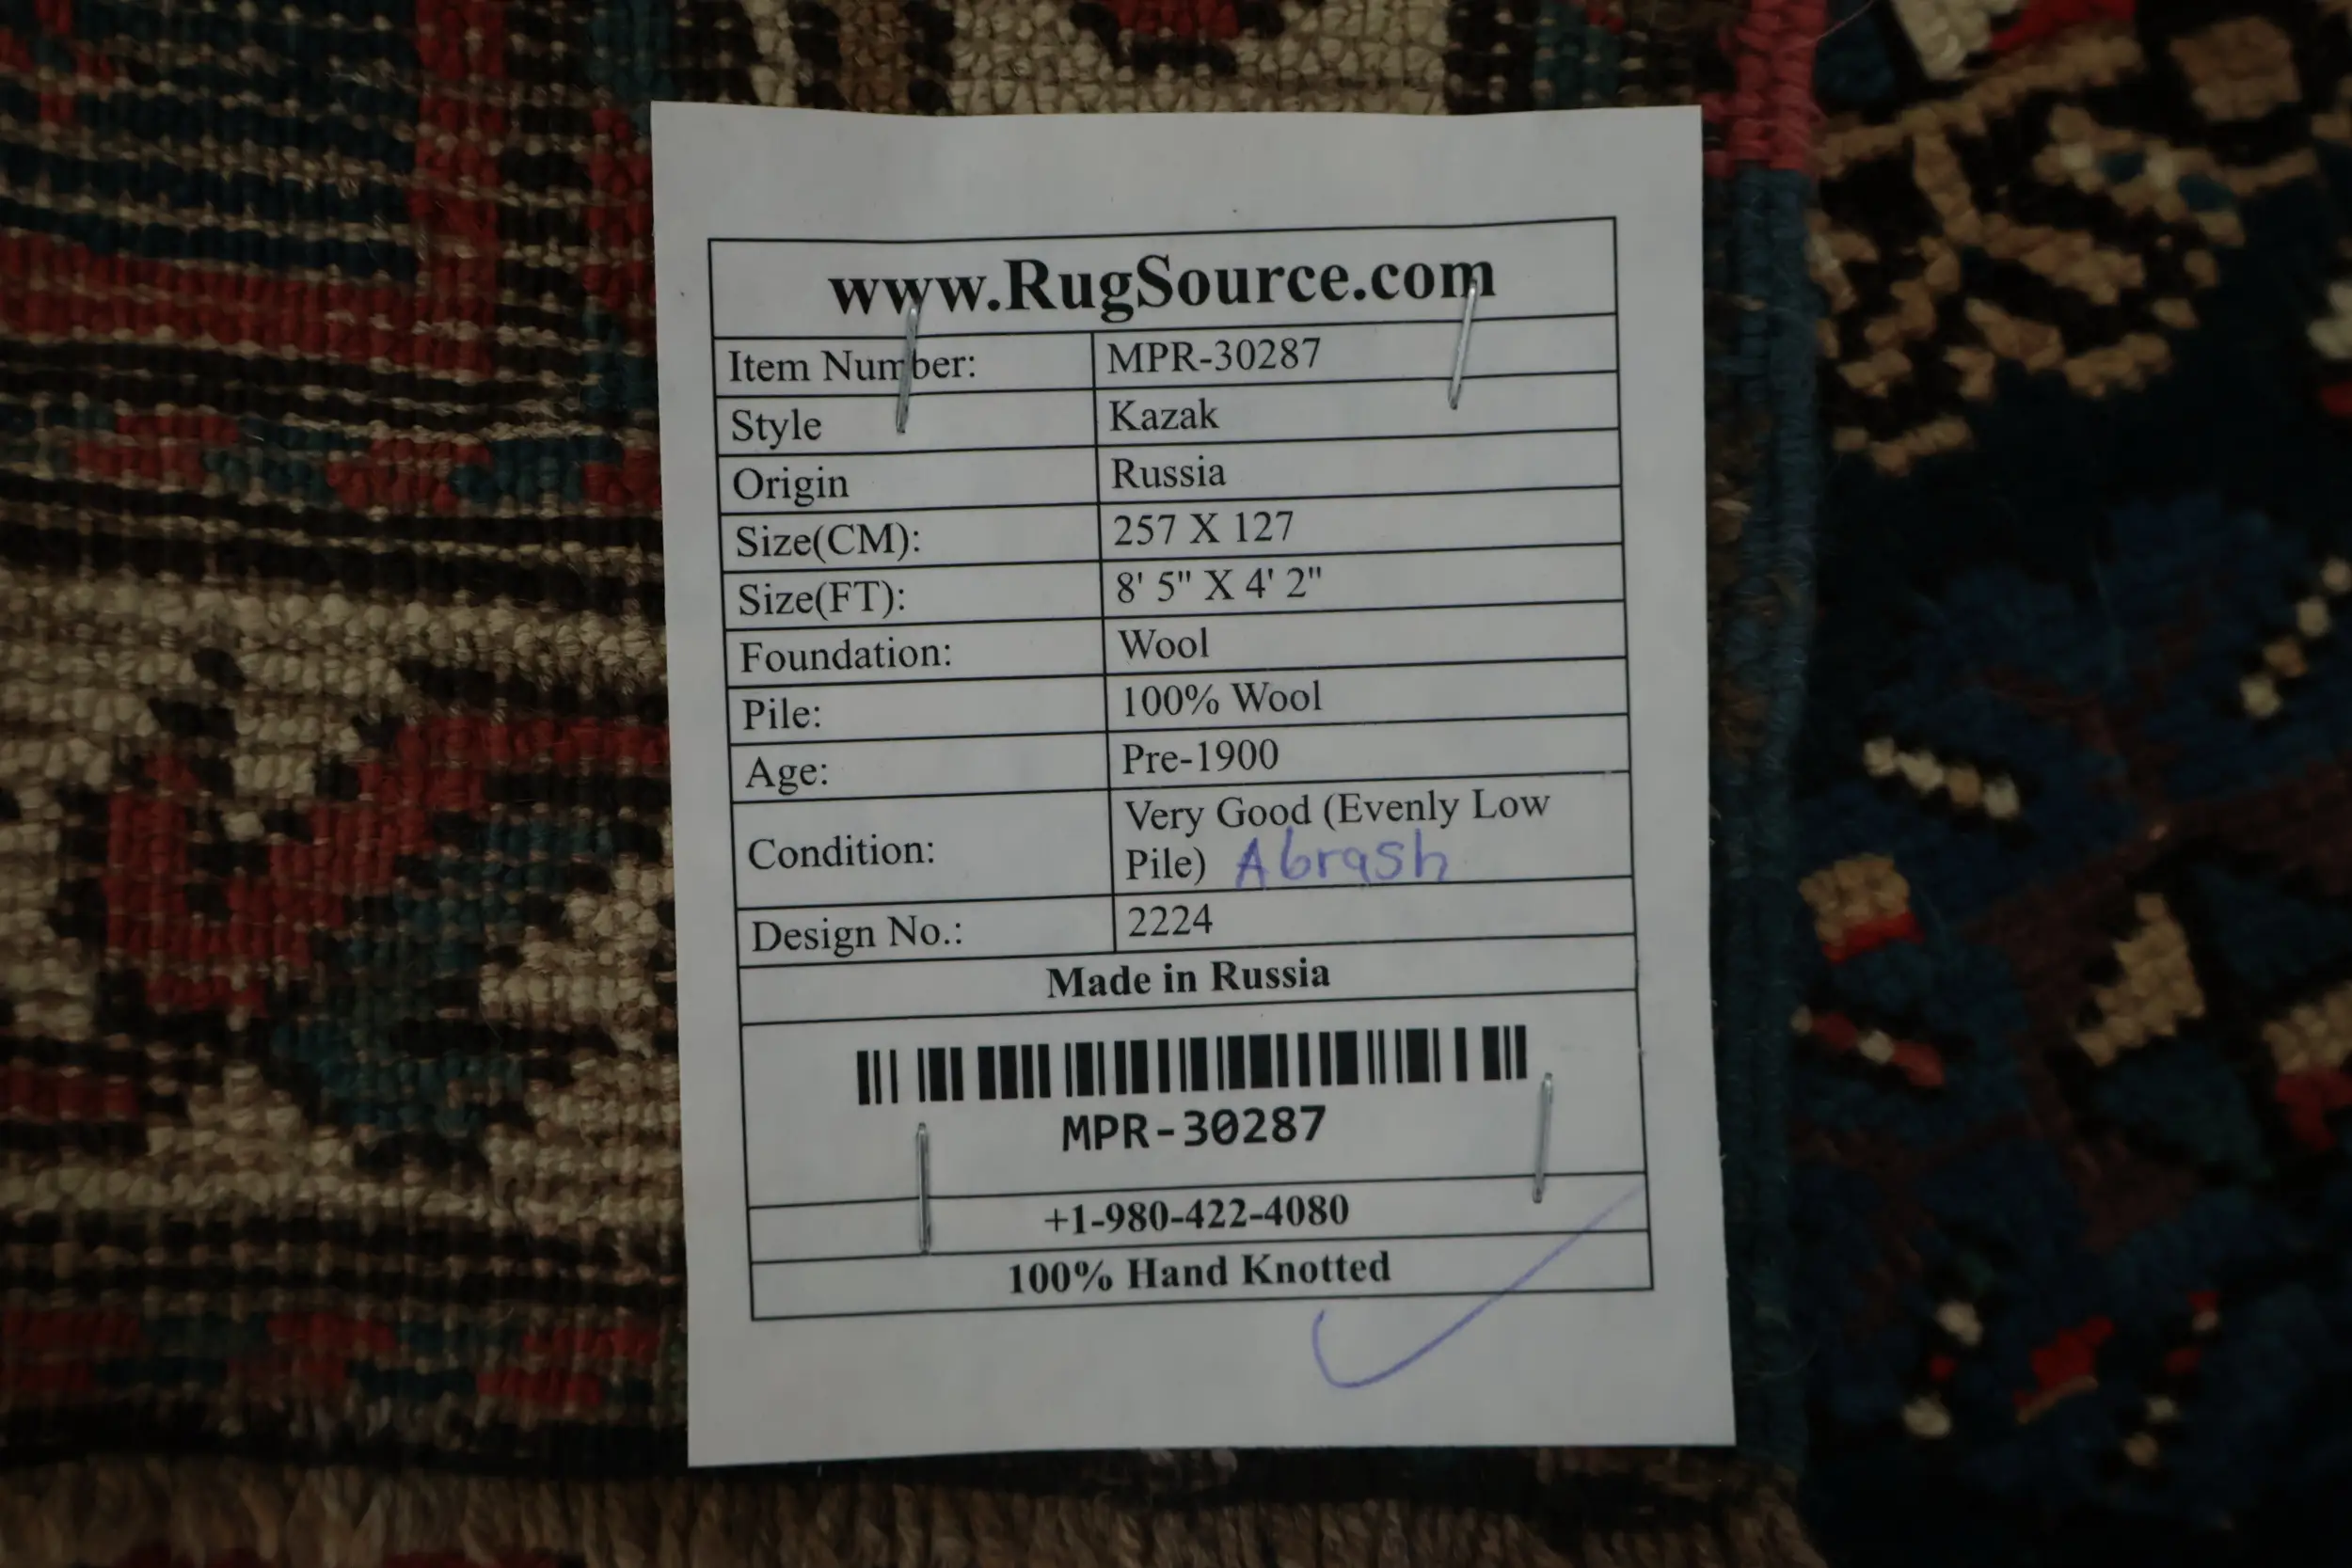 www.RugSource.com
Item Number: MPR-30287
Style Kazak
Origin Russia
Size(CM): 257 X 127
Size(FT): 8' 5" X 4' 2"
Foundation: Wool
Pile: 100% Wool
Age: Pre-1900
Condition: Very Good (Evenly Low
Pile) Abrash
Design No.: 2224
Made in Russia
MPR-30287
+1-980-422-4080
100% Hand Knotted